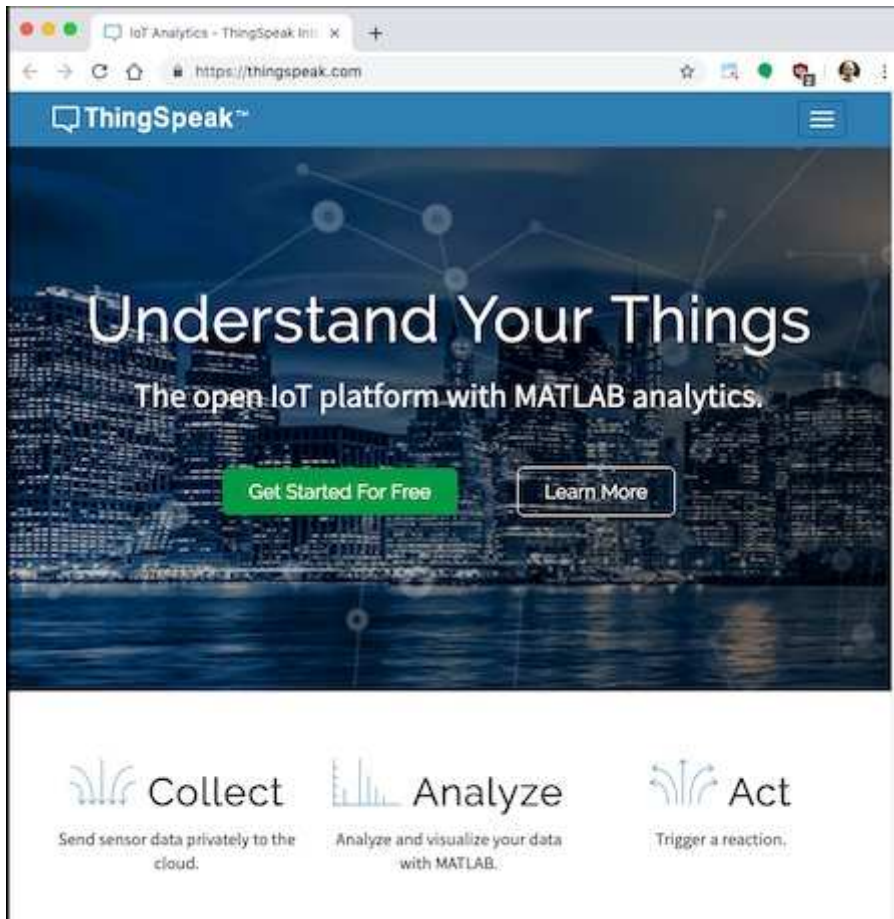 IoT Analytics - ThingSpeak Int
https://thingspeak.com
ThingSpeak™
Understand Your Things
The open IoT platform with MATLAB analytics.
Get Started For Free
Learn More
Collect
Send sensor data privately to the
cloud.
Analyze
Analyze and visualize your data
with MATLAB.
Act
Trigger a reaction.